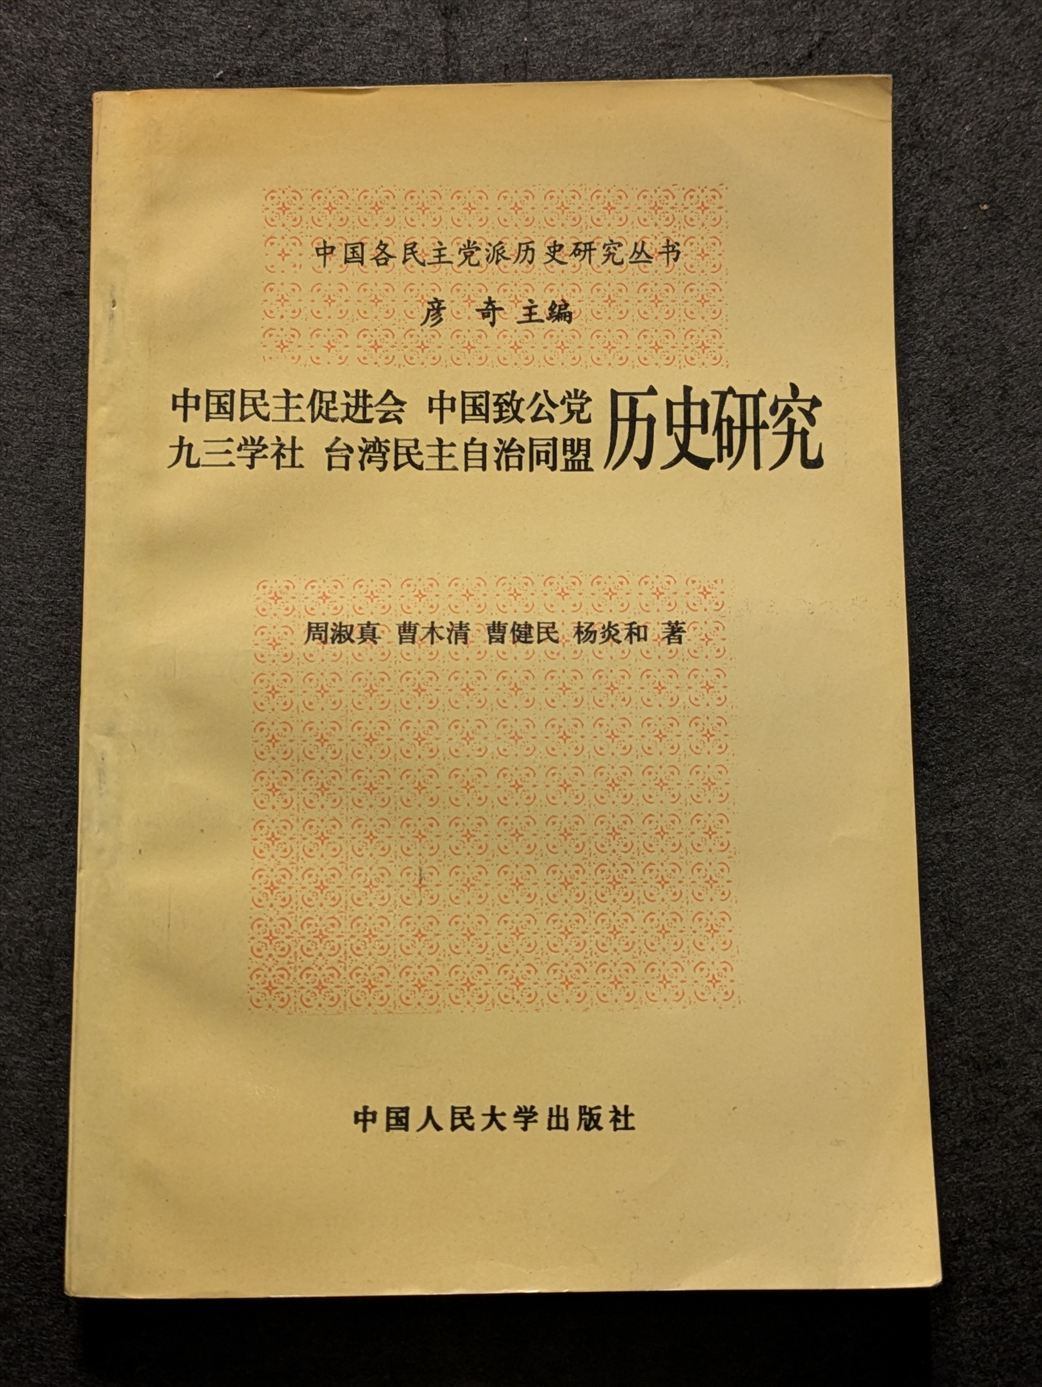 中国各民主党派历史研究丛书
彦 奇 主编
中国民主促进会 中国致公党
九三学社 台湾民主自治同盟
历史研究
周淑真 曹木清 曹健民 杨炎和 著
中国人民大学出版社